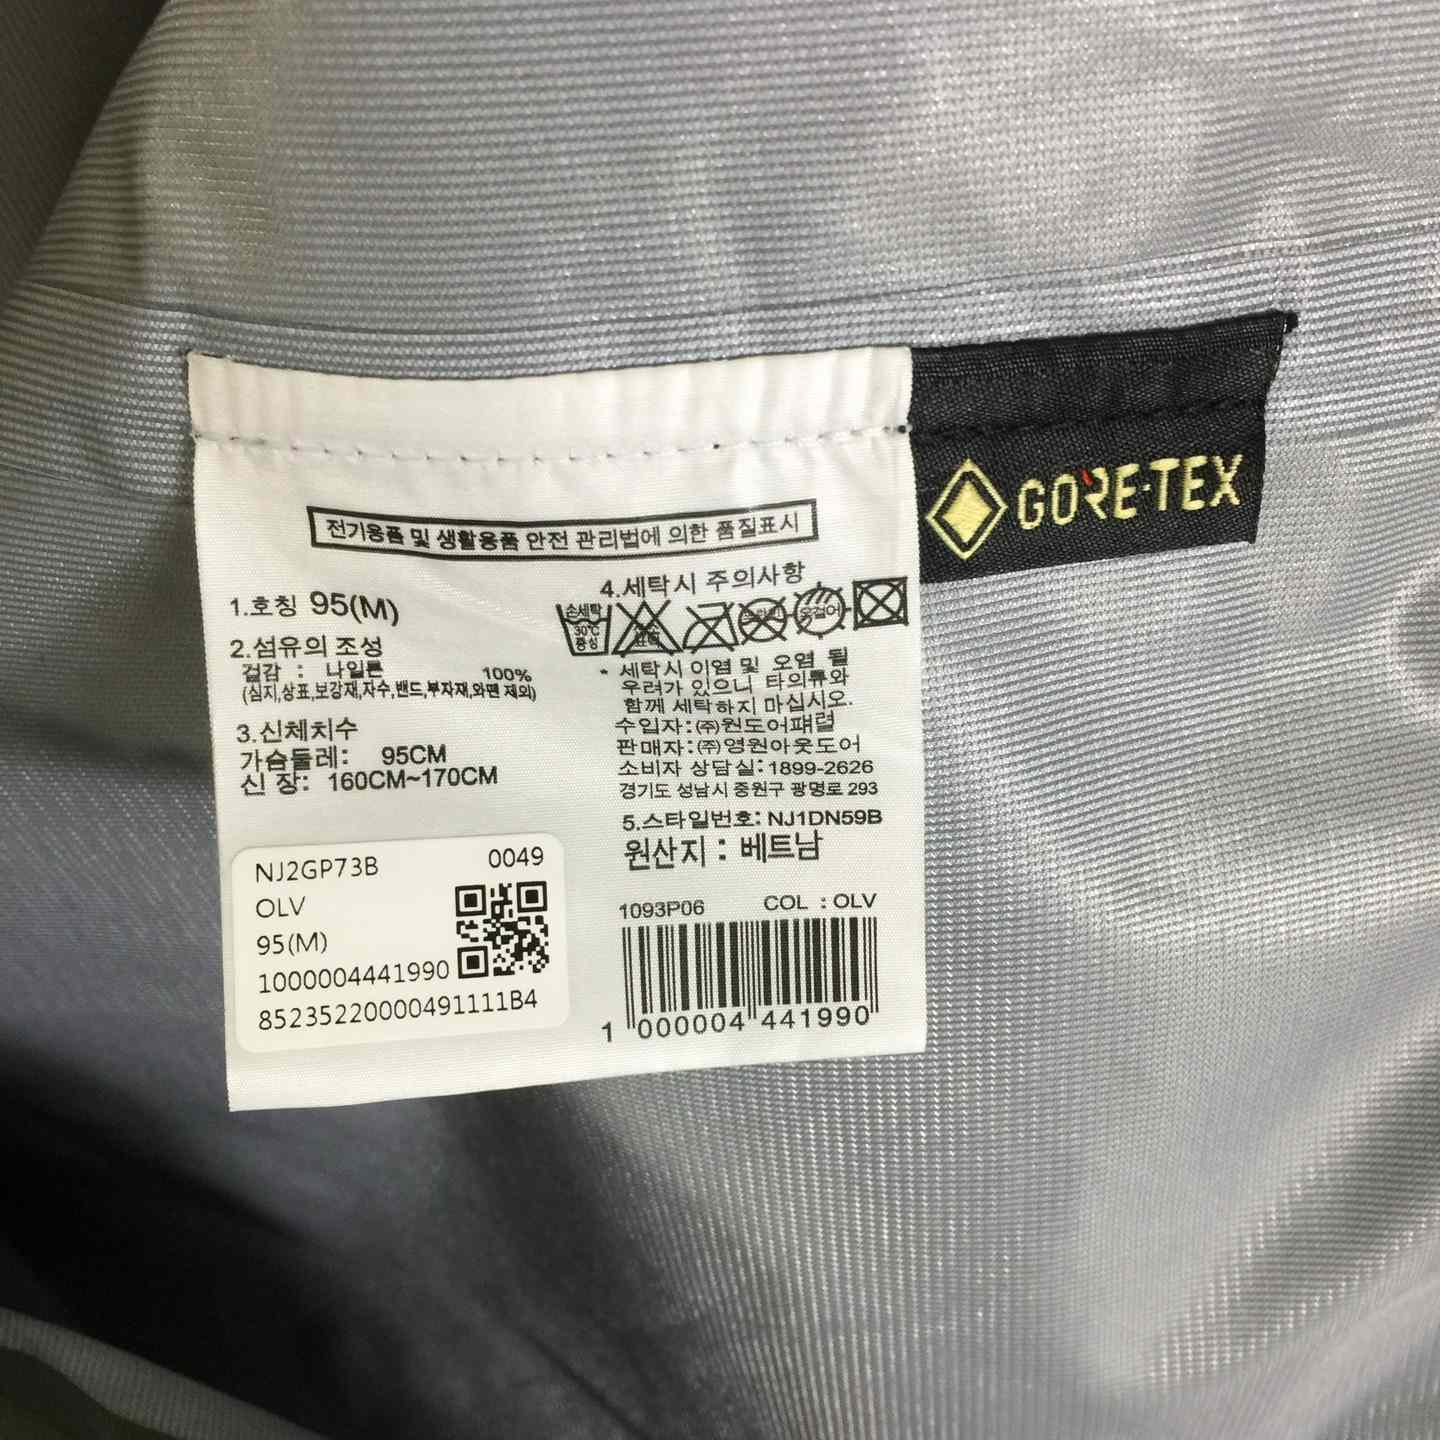 전기용품 및 생활용품 안전 관리법에 의한 품질표시
GORE-TEX
1.호칭 95(M)
2.섬유의 조성
겉감 : 나일론 100%
(심지,상표,보강재,자수,밴드,부자재,와펜 제외)
3.신체치수
가슴둘레: 95CM
신 장: 160CM~170CM
4.세탁시 주의사항
손세탁
30℃
중성
옷걸이
* 세탁시 이염 및 오염 될
우려가 있으니 타의류와
함께 세탁하지 마십시오.
수입자:㈜원도어패럴
판매자:㈜영원아웃도어
소비자 상담실:1899-2626
경기도 성남시 중원구 광명로 293
5.스타일번호: NJ1DN59B
원산지 : 베트남
1093P06 COL : OLV
1 000004 441990
NJ2GP73B 0049
OLV
95(M)
1000004441990
85235220000491111B4